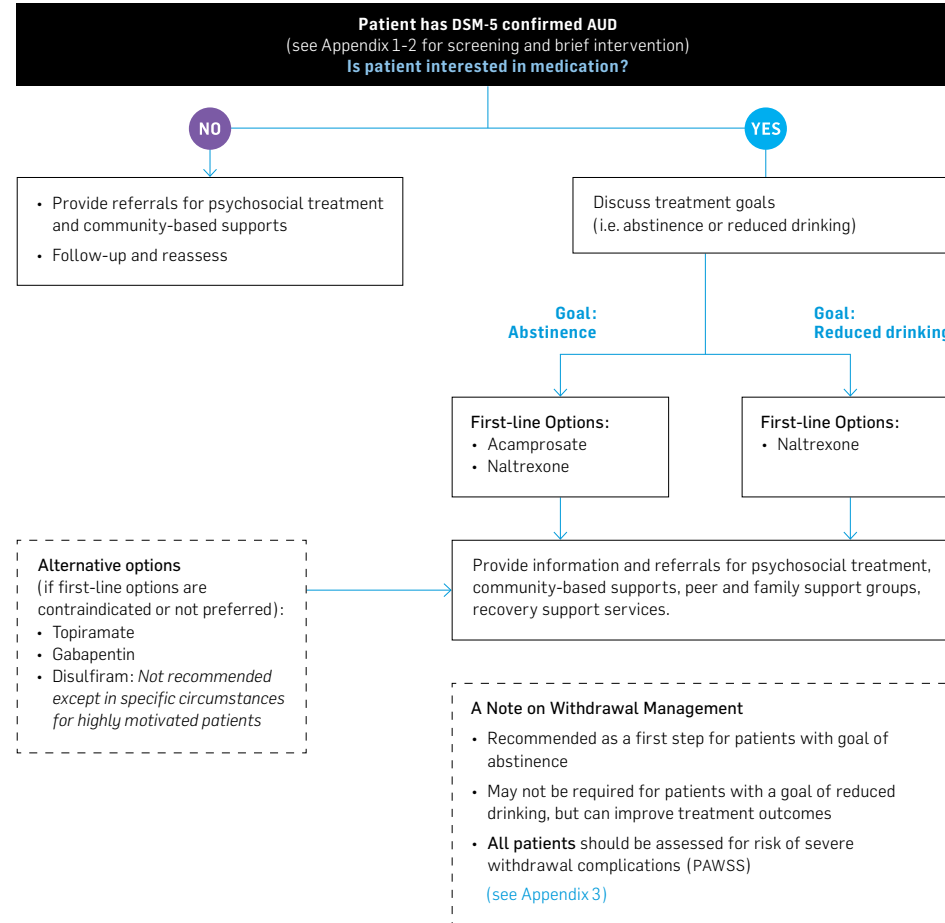 Patient has DSM-5 confirmed AUD
(see Appendix 1-2 for screening and brief intervention)
Is patient interested in medication?
NO
YES
• Provide referrals for psychosocial treatment
and community-based supports
• Follow-up and reassess
Discuss treatment goals
(i.e. abstinence or reduced drinking)
Goal:
Abstinence
Goal:
Reduced drinking
First-line Options:
• Acamprosate
• Naltrexone
First-line Options:
• Naltrexone
Alternative options
(if first-line options are
contraindicated or not preferred):
• Topiramate
• Gabapentin
• Disulfiram: Not recommended
except in specific circumstances
for highly motivated patients
Provide information and referrals for psychosocial treatment,
community-based supports, peer and family support groups,
recovery support services.
A Note on Withdrawal Management
• Recommended as a first step for patients with goal of
abstinence
• May not be required for patients with a goal of reduced
drinking, but can improve treatment outcomes
• All patients should be assessed for risk of severe
withdrawal complications (PAWSS)
(see Appendix 3)